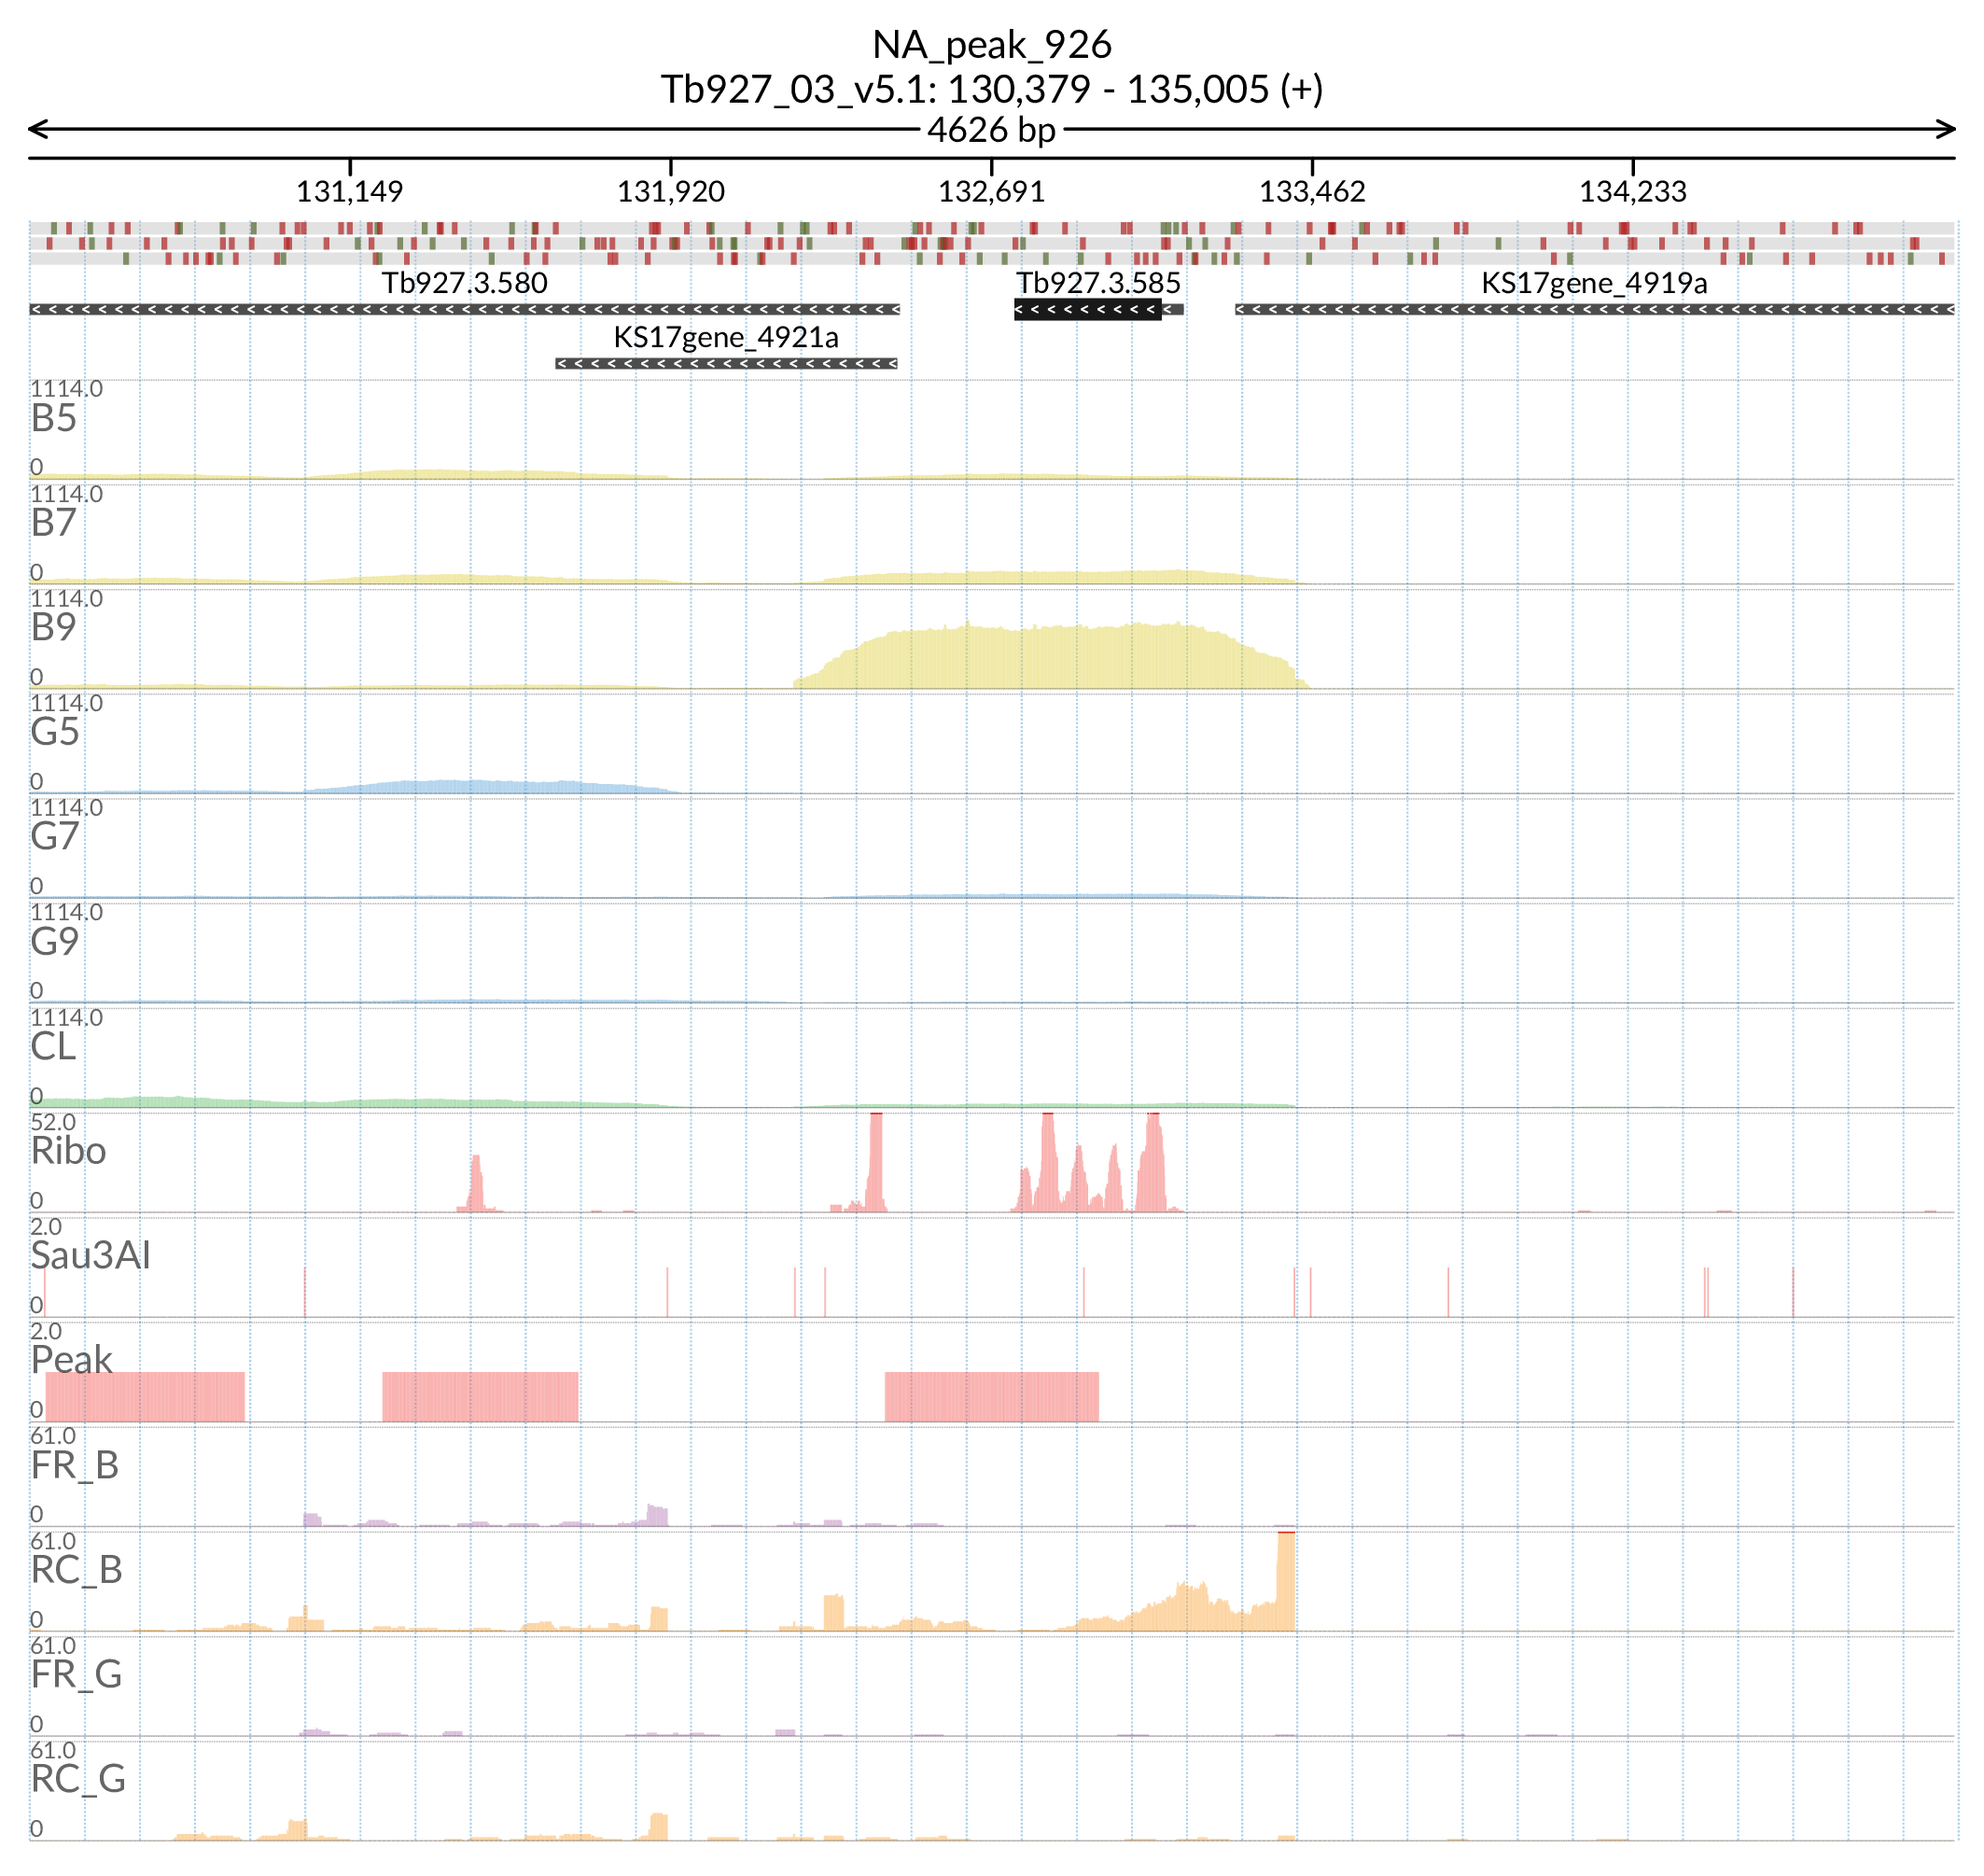 NA_peak_926
Tb927_03_v5.1: 130,379 - 135,005 (+)
4626 bp
131,149 131,920 132,691 133,462 134,233
Tb927.3.580 Tb927.3.585 KS17gene_4919a
KS17gene_4921a
1114.0
B5
0
1114.0
B7
0
1114.0
B9
0
1114.0
G5
0
1114.0
G7
0
1114.0
G9
0
1114.0
CL
0
52.0
Ribo
0
2.0
Sau3AI
0
2.0
Peak
0
61.0
FR_B
0
61.0
RC_B
0
61.0
FR_G
0
61.0
RC_G
0